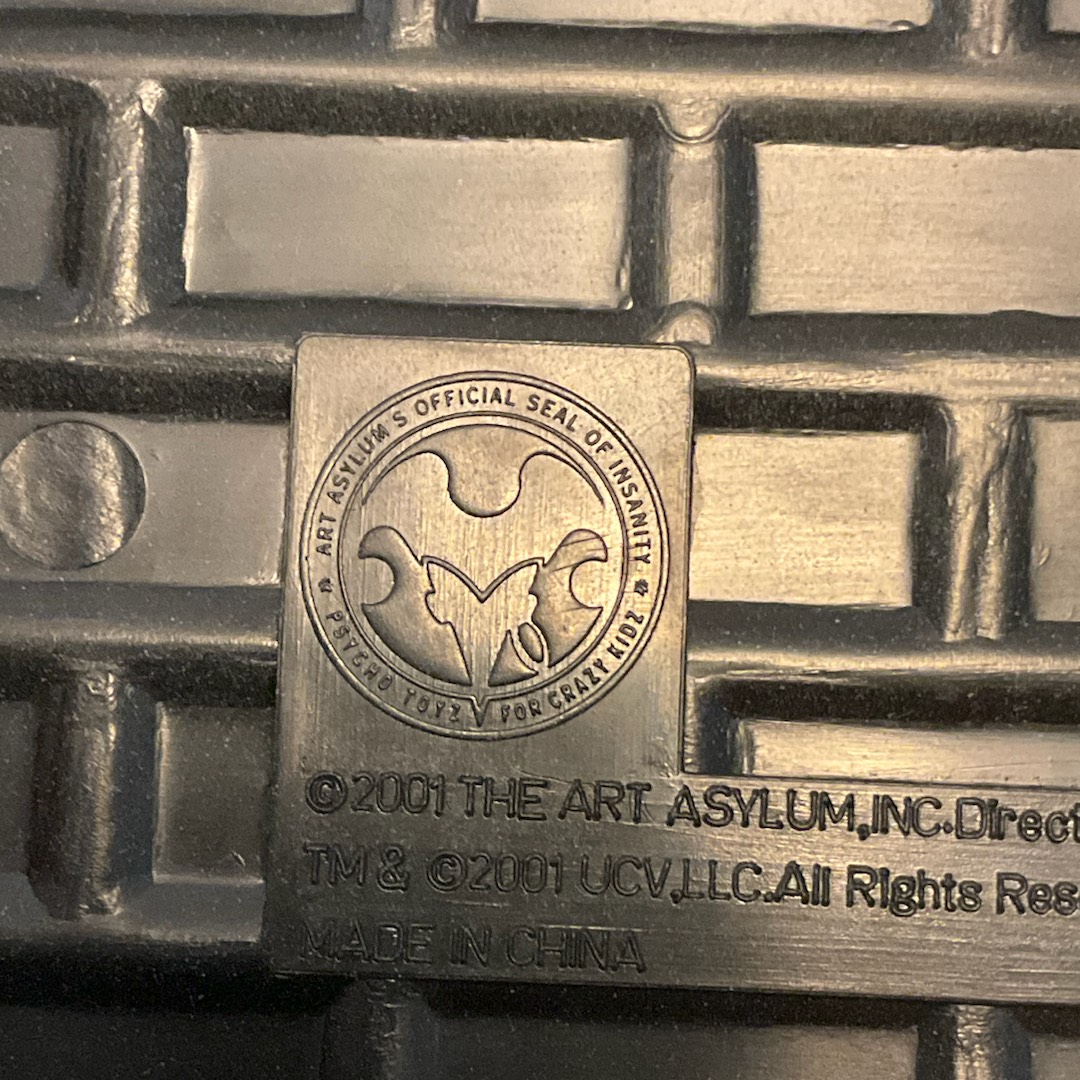 ART ASYLUM'S OFFICIAL SEAL OF INSANITY
PSYCHO TOYZ FOR CRAZY KIDZ
©2001 THE ART ASYLUM,INC.Direct
TM & ©2001 UCV,LLC.All Rights Res
MADE IN CHINA